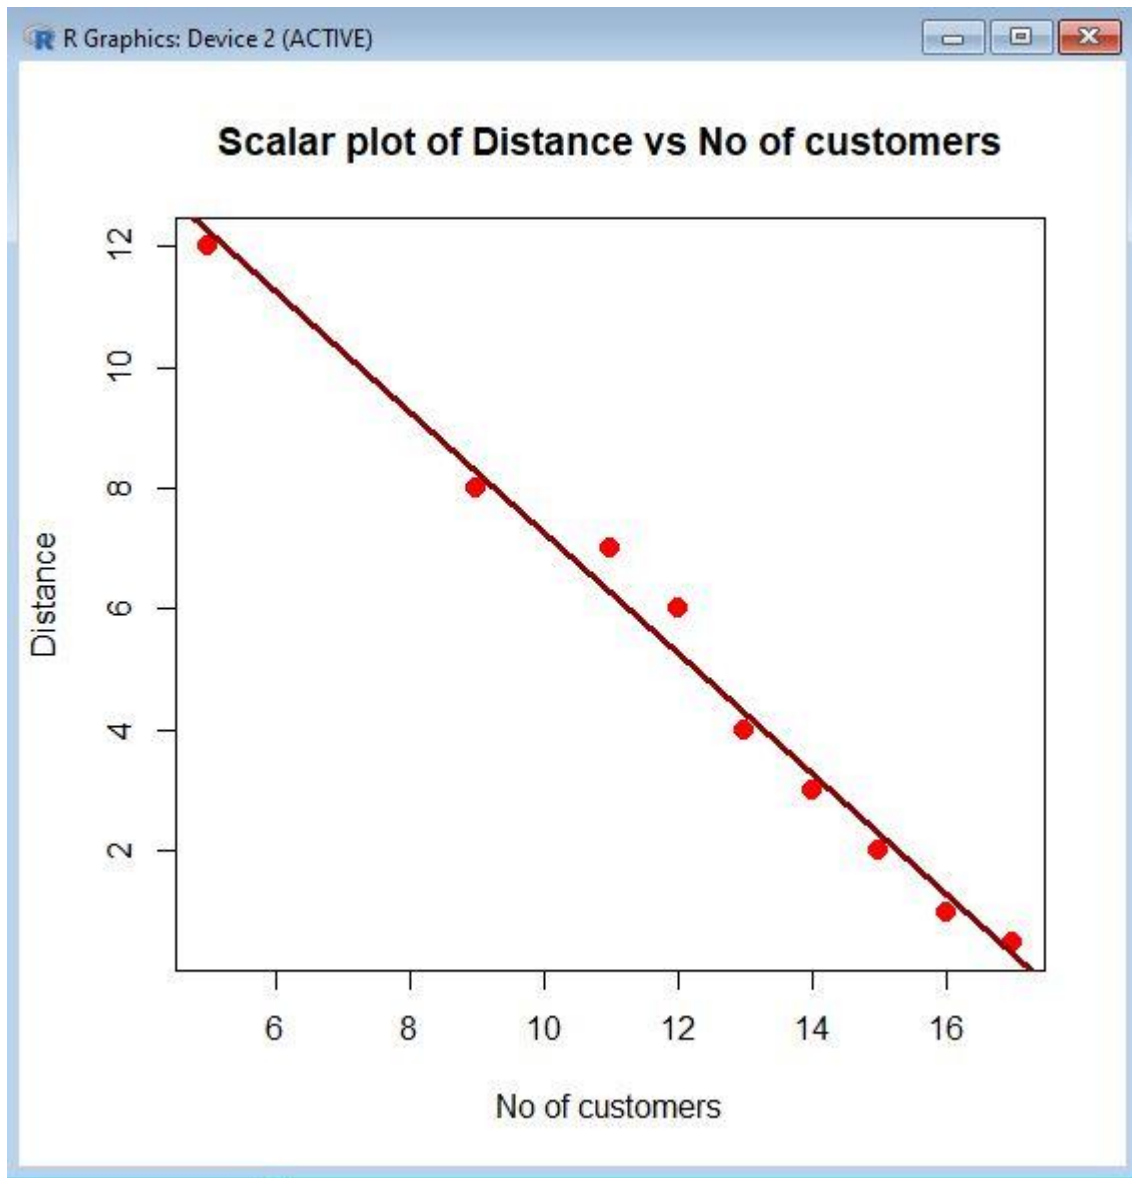 R Graphics: Device 2 (ACTIVE)
Scalar plot of Distance vs No of customers
12
10
8
6
4
2
Distance
6 8 10 12 14 16
No of customers